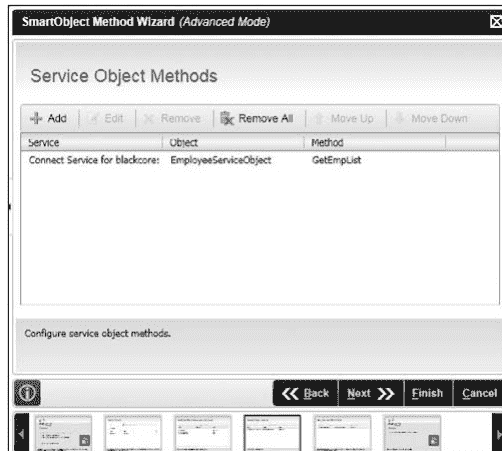 SmartObject Method Wizard (Advanced Mode)
Service Object Methods
Add Edit Remove Remove All Move Up Move Down
Service Object Method
Connect Service for blackcore: EmployeeServiceObject GetEmpList
Configure service object methods.
Back Next Finish Cancel